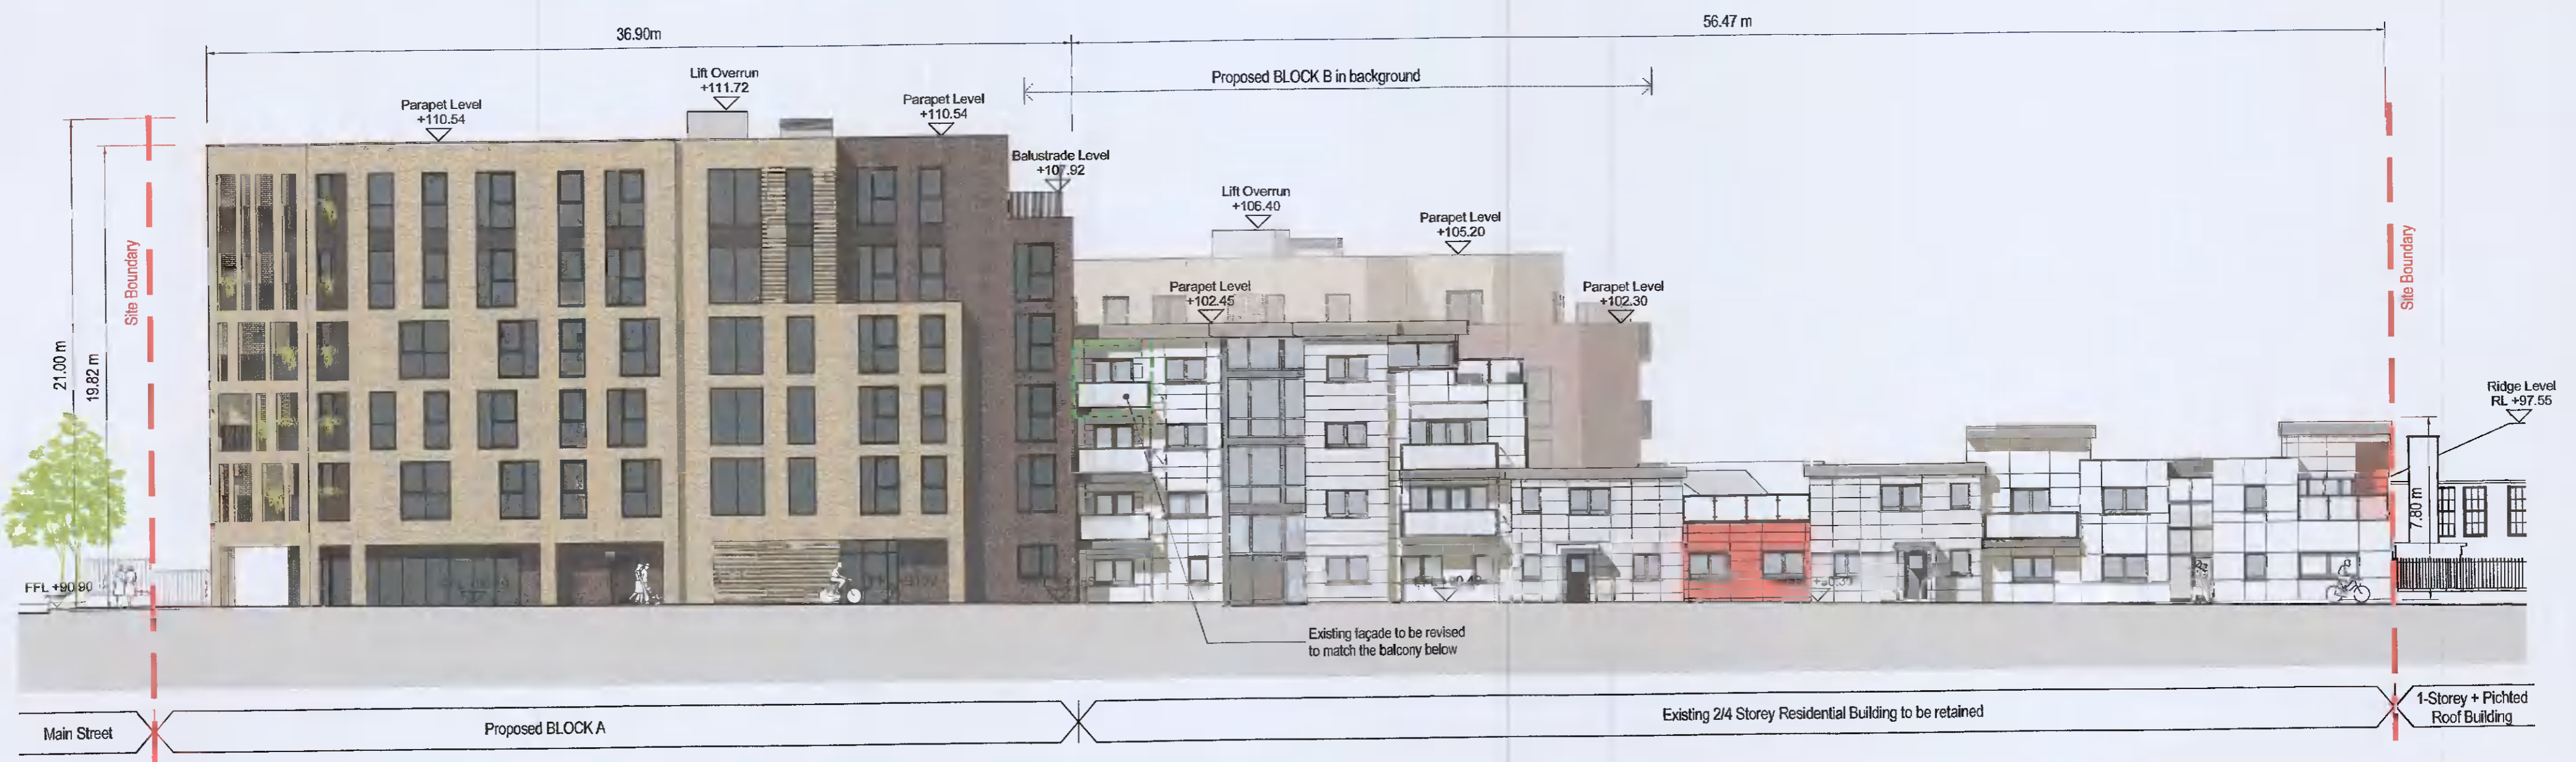 36.90m
56.47 m
Lift Overrun
+111.72
Proposed BLOCK B in background
Parapet Level
+110.54
Parapet Level
+110.54
Balustrade Level
Lift Overrun
+106.40
Parapet Level
+105.20
Parapet Level
+102.45
Parapet Level
+102.30
Site Boundary
Site Boundary
21.00 m
19.82 m
Ridge Level
RL +97.55
7.80 m
FFL +90.90
Existing façade to be revised
to match the balcony below
Main Street
Proposed BLOCK A
Existing 2/4 Storey Residential Building to be retained
1-Storey + Pichted
Roof Building